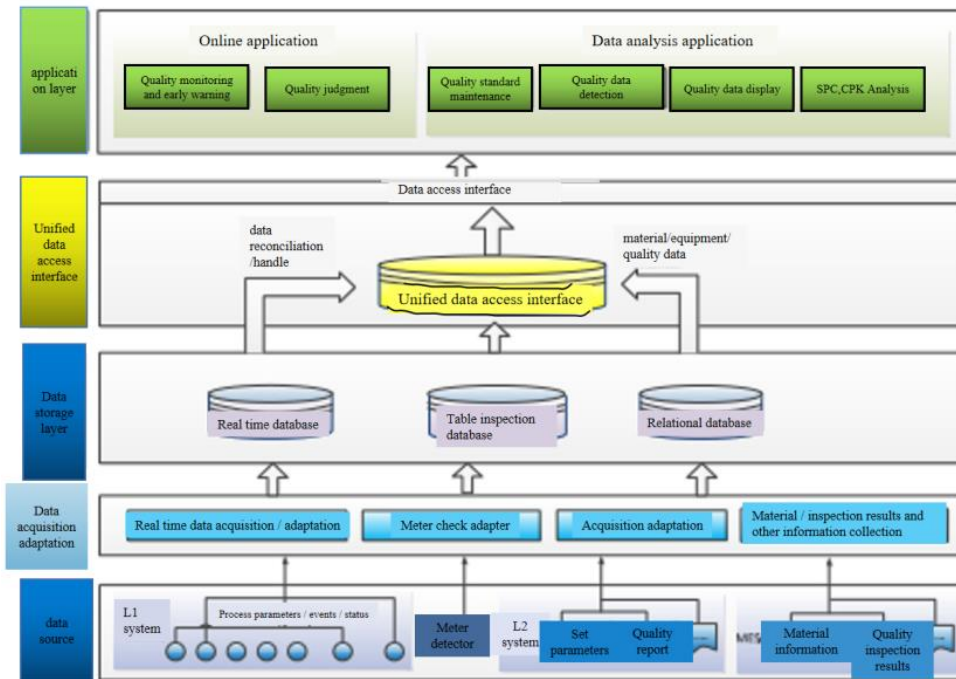 Online application
Data analysis application
applicati
on layer
Quality monitoring
and early warning
Quality judgment
Quality standard
maintenance
Quality data
detection
Quality data display
SPC,CPK Analysis
Data access interface
Unified
data
access
interface
data
reconciliation
/handle
material/equipment/
quality data
Unified data access interface
Data
storage
layer
Real time database
Table inspection
database
Relational database
Data
acquisition
adaptation
Real time data acquisition / adaptation
Meter check adapter
Acquisition adaptation
Material / inspection results and
other information collection
data
source
L1
system
Process parameters / events / status
Meter
detector
L2
system
Set
parameters
Quality
report
MES
Material
information
Quality
inspection
results